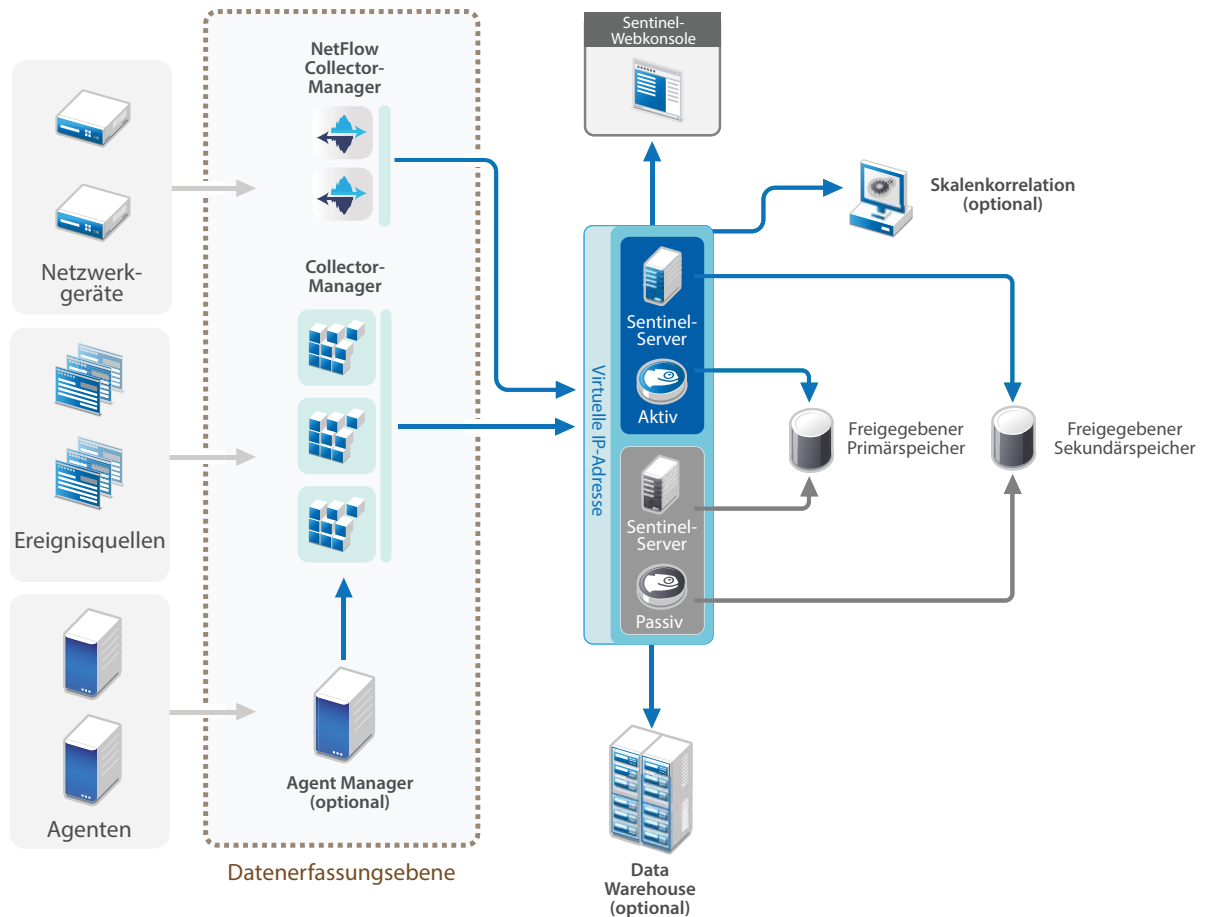 Sentinel-
Webkonsole
NetFlow
Collector-
Manager
Netzwerk-
geräte
Skalenkorrelation
(optional)
Collector-
Manager
Virtuelle IP-Adresse
Sentinel-
Server
Aktiv
Freigegebener
Primärspeicher
Freigegebener
Sekundärspeicher
Sentinel-
Server
Passiv
Ereignisquellen
Agent Manager
(optional)
Agenten
Datenerfassungsebene
Data
Warehouse
(optional)